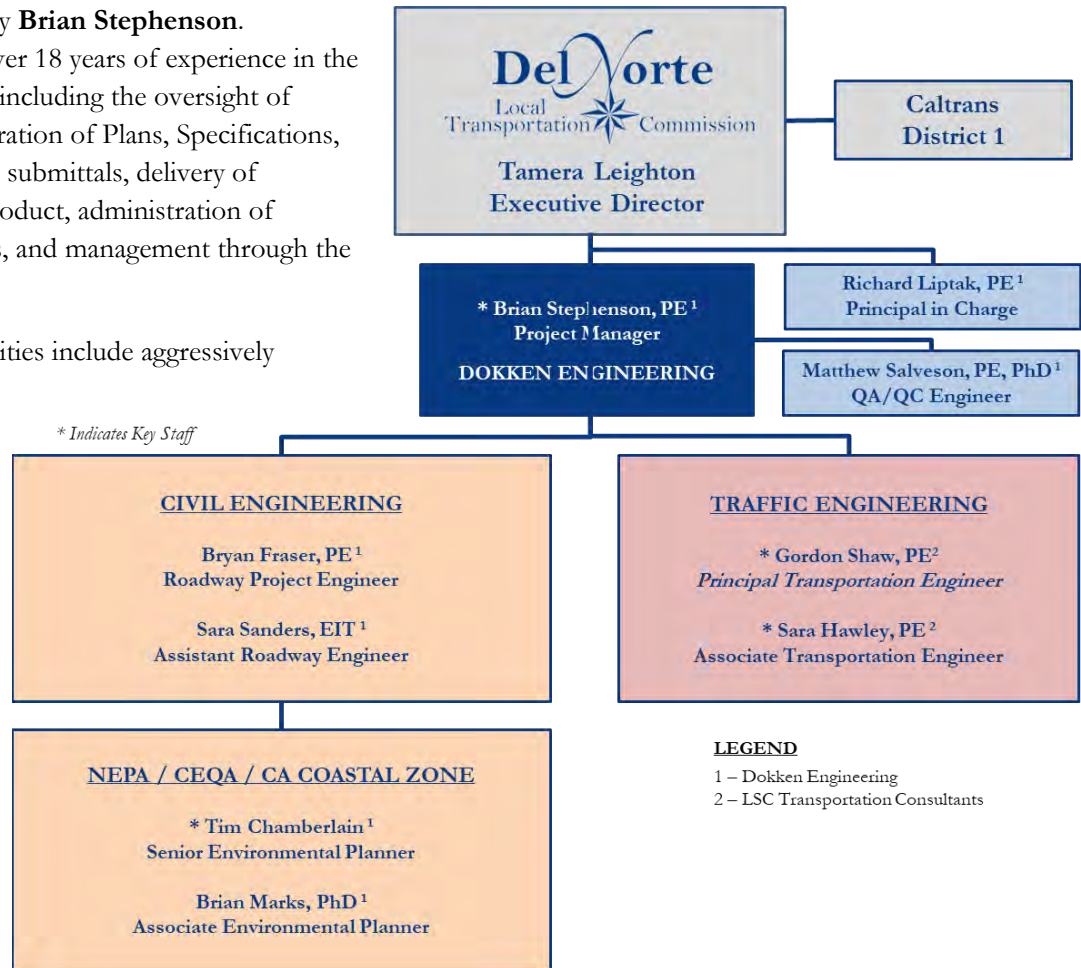 y Brian Stephenson.
ver 18 years of experience in the
including the oversight of
ration of Plans, Specifications,
submittals, delivery of
oduct, administration of
s, and management through the
ities include aggressively
Del Norte
Local
Transportation Commission
Tamera Leighton
Executive Director
Caltrans
District 1
* Brian Stephenson, PE 1
Project Manager
DOKKEN ENGINEERING
Richard Liptak, PE 1
Principal in Charge
Matthew Salveson, PE, PhD 1
QA/QC Engineer
* Indicates Key Staff
CIVIL ENGINEERING
Bryan Fraser, PE 1
Roadway Project Engineer
Sara Sanders, EIT 1
Assistant Roadway Engineer
TRAFFIC ENGINEERING
* Gordon Shaw, PE2
Principal Transportation Engineer
* Sara Hawley, PE 2
Associate Transportation Engineer
NEPA / CEQA / CA COASTAL ZONE
* Tim Chamberlain 1
Senior Environmental Planner
Brian Marks, PhD 1
Associate Environmental Planner
LEGEND
1 – Dokken Engineering
2 – LSC Transportation Consultants